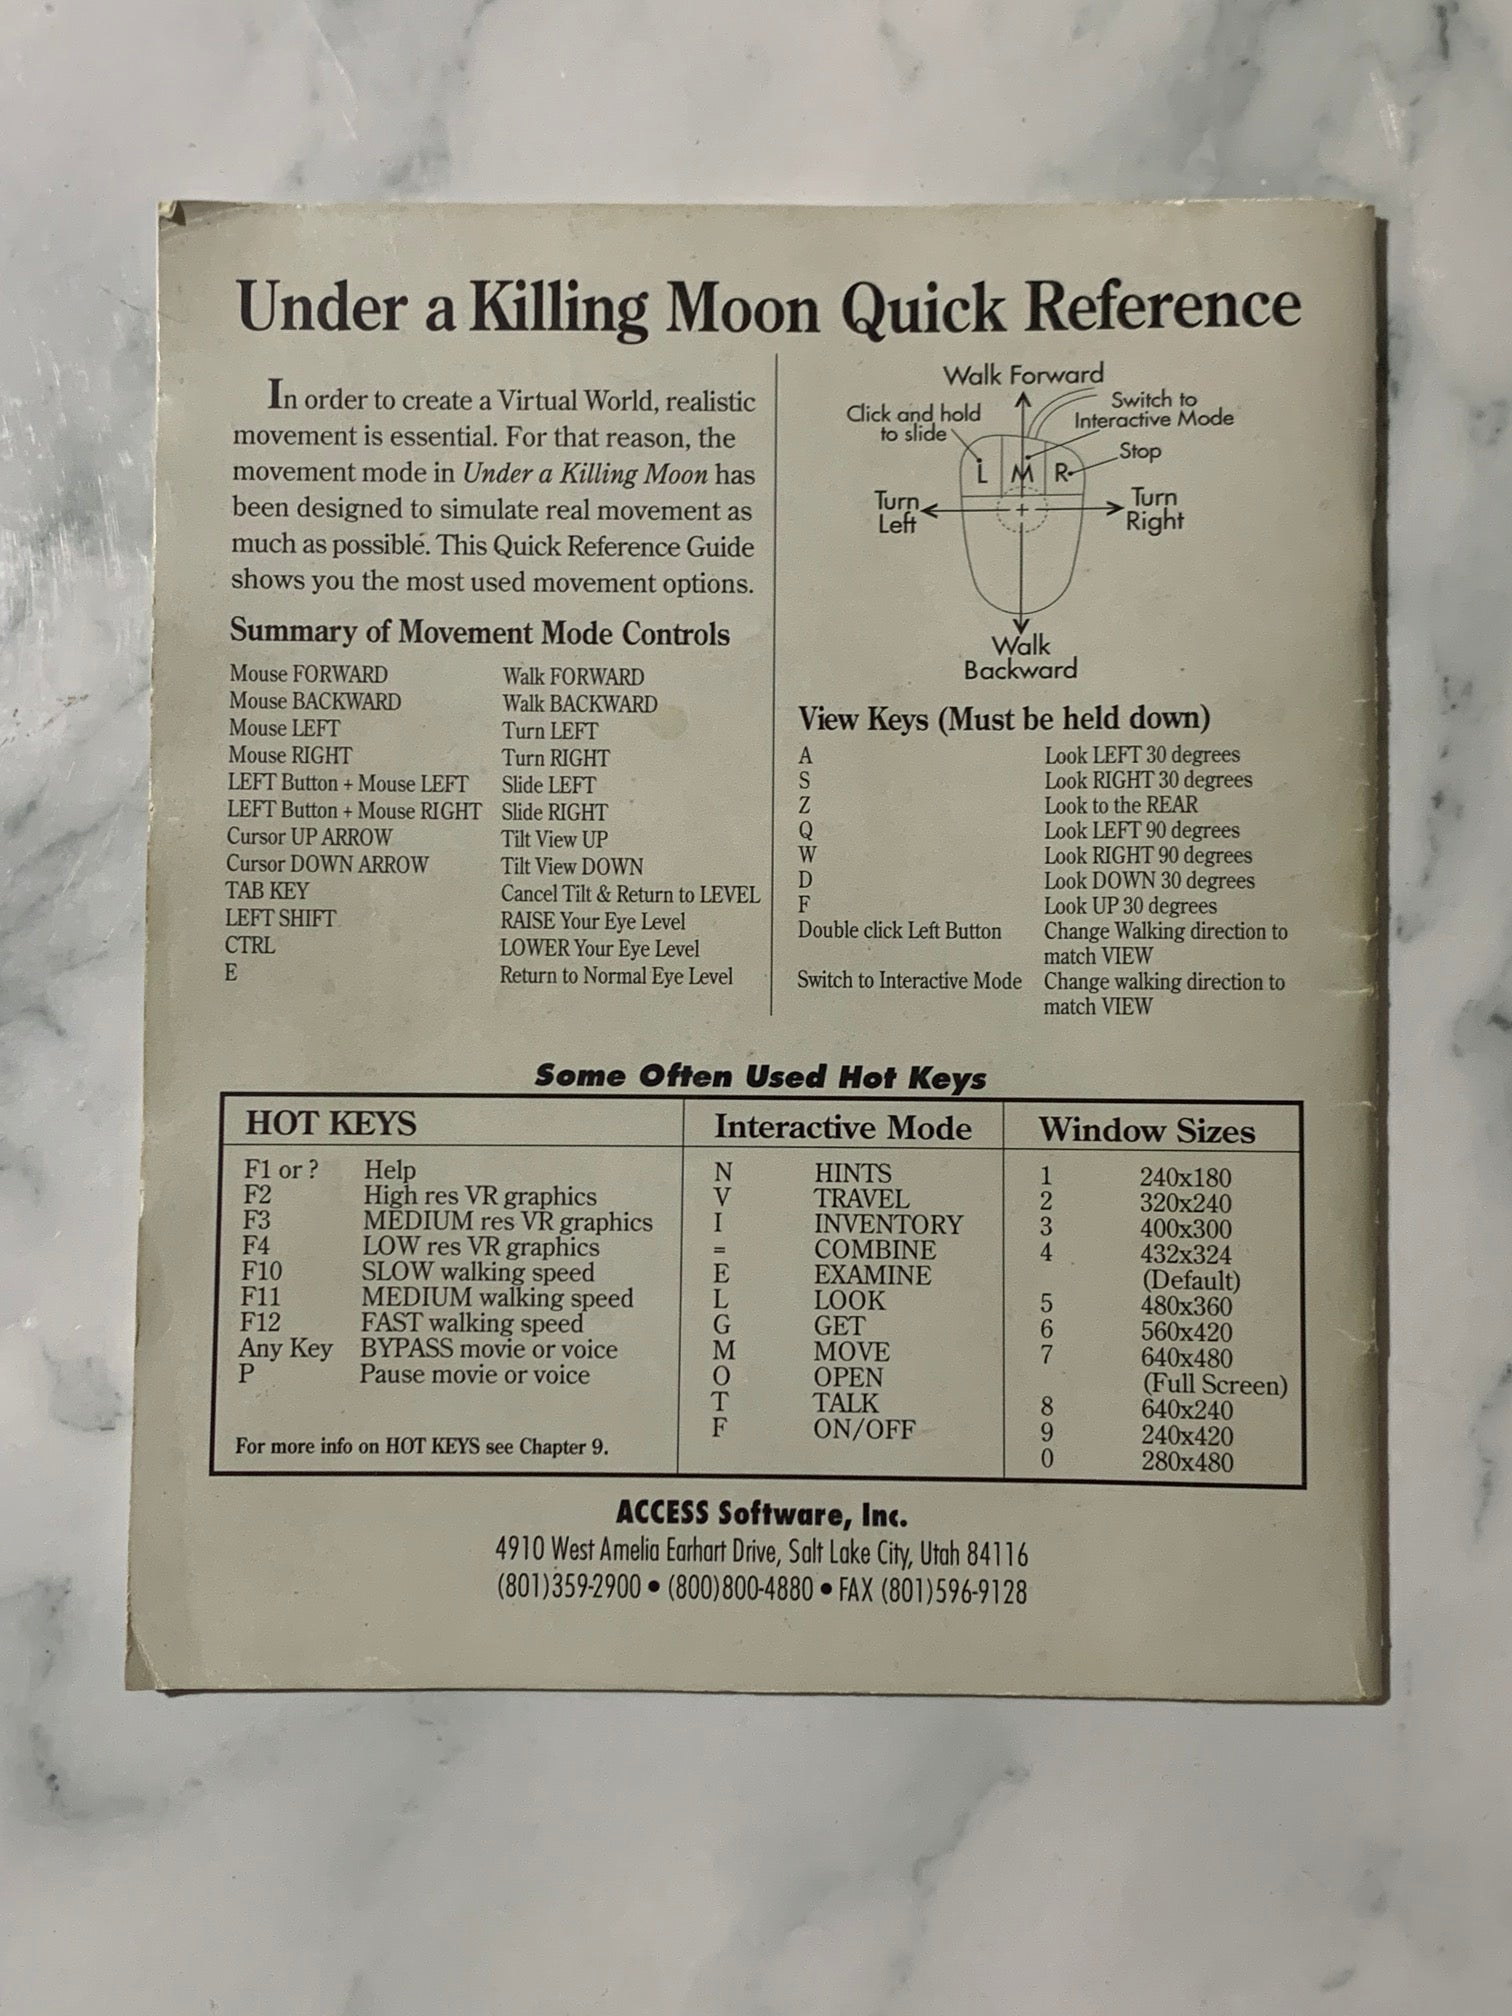 Under a Killing Moon Quick Reference
In order to create a Virtual World, realistic
movement is essential. For that reason, the
movement mode in Under a Killing Moon has
been designed to simulate real movement as
much as possible. This Quick Reference Guide
shows you the most used movement options.
Summary of Movement Mode Controls
Mouse FORWARD Walk FORWARD
Mouse BACKWARD Walk BACKWARD
Mouse LEFT Turn LEFT
Mouse RIGHT Turn RIGHT
LEFT Button + Mouse LEFT Slide LEFT
LEFT Button + Mouse RIGHT Slide RIGHT
Cursor UP ARROW Tilt View UP
Cursor DOWN ARROW Tilt View DOWN
TAB KEY Cancel Tilt & Return to LEVEL
LEFT SHIFT RAISE Your Eye Level
CTRL LOWER Your Eye Level
E Return to Normal Eye Level
Walk Forward
Click and hold
to slide
Switch to
Interactive Mode
Stop
L M R
Turn
Left
+
Turn
Right
Walk
Backward
View Keys (Must be held down)
A Look LEFT 30 degrees
S Look RIGHT 30 degrees
Z Look to the REAR
Q Look LEFT 90 degrees
W Look RIGHT 90 degrees
D Look DOWN 30 degrees
F Look UP 30 degrees
Double click Left Button Change Walking direction to
match VIEW
Switch to Interactive Mode Change walking direction to
match VIEW
Some Often Used Hot Keys
HOT KEYS
F1 or ? Help
F2 High res VR graphics
F3 MEDIUM res VR graphics
F4 LOW res VR graphics
F10 SLOW walking speed
F11 MEDIUM walking speed
F12 FAST walking speed
Any Key BYPASS movie or voice
P Pause movie or voice
For more info on HOT KEYS see Chapter 9.
Interactive Mode
N HINTS
V TRAVEL
I INVENTORY
= COMBINE
E EXAMINE
L LOOK
G GET
M MOVE
O OPEN
T TALK
F ON/OFF
Window Sizes
1 240x180
2 320x240
3 400x300
4 432x324
(Default)
5 480x360
6 560x420
7 640x480
(Full Screen)
8 640x240
9 240x420
0 280x480
ACCESS Software, Inc.
4910 West Amelia Earhart Drive, Salt Lake City, Utah 84116
(801)359-2900 • (800)800-4880 • FAX (801)596-9128